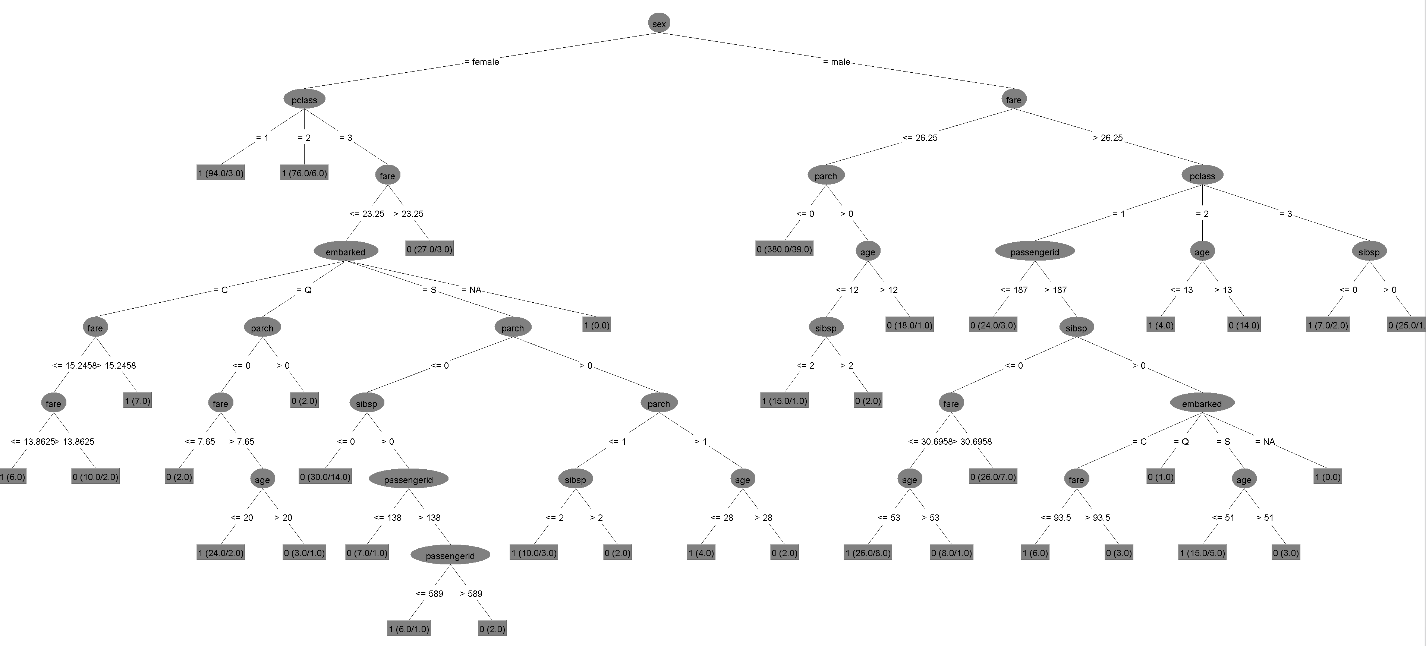 sex
= female
= male
pclass
fare
= 1
= 2
= 3
<= 26.25
> 26.25
1 (94.0/3.0)
1 (76.0/6.0)
fare
parch
pclass
<= 23.25
> 23.25
<= 0
> 0
= 1
= 2
= 3
embarked
0 (27.0/3.0)
0 (380.0/39.0)
age
passengerid
age
sibsp
= C
= Q
= S
= NA
<= 12
> 12
<= 187
> 187
<= 13
> 13
<= 0
> 0
fare
parch
parch
1 (0.0)
sibsp
0 (18.0/1.0)
0 (24.0/3.0)
sibsp
1 (4.0)
0 (14.0)
1 (7.0/2.0)
0 (25.0/1.
<= 15.2458
> 15.2458
<= 0
> 0
<= 0
> 0
<= 2
> 2
<= 0
> 0
fare
1 (7.0)
fare
0 (2.0)
sibsp
parch
1 (15.0/1.0)
0 (2.0)
fare
embarked
<= 13.8625
> 13.8625
<= 7.65
> 7.65
<= 0
> 0
<= 1
> 1
<= 30.6958
> 30.6958
= C
= Q
= S
= NA
1 (6.0)
0 (10.0/2.0)
0 (2.0)
age
0 (30.0/14.0)
passengerid
sibsp
age
age
0 (26.0/7.0)
fare
0 (1.0)
age
1 (0.0)
<= 20
> 20
<= 138
> 138
<= 2
> 2
<= 28
> 28
<= 53
> 53
<= 93.5
> 93.5
<= 51
> 51
1 (24.0/2.0)
0 (3.0/1.0)
0 (7.0/1.0)
passengerid
1 (10.0/3.0)
0 (2.0)
1 (4.0)
0 (2.0)
0 (8.0/1.0)
1 (6.0)
0 (3.0)
1 (15.0/5.0)
0 (3.0)
<= 589
> 589
1 (6.0/1.0)
0 (2.0)